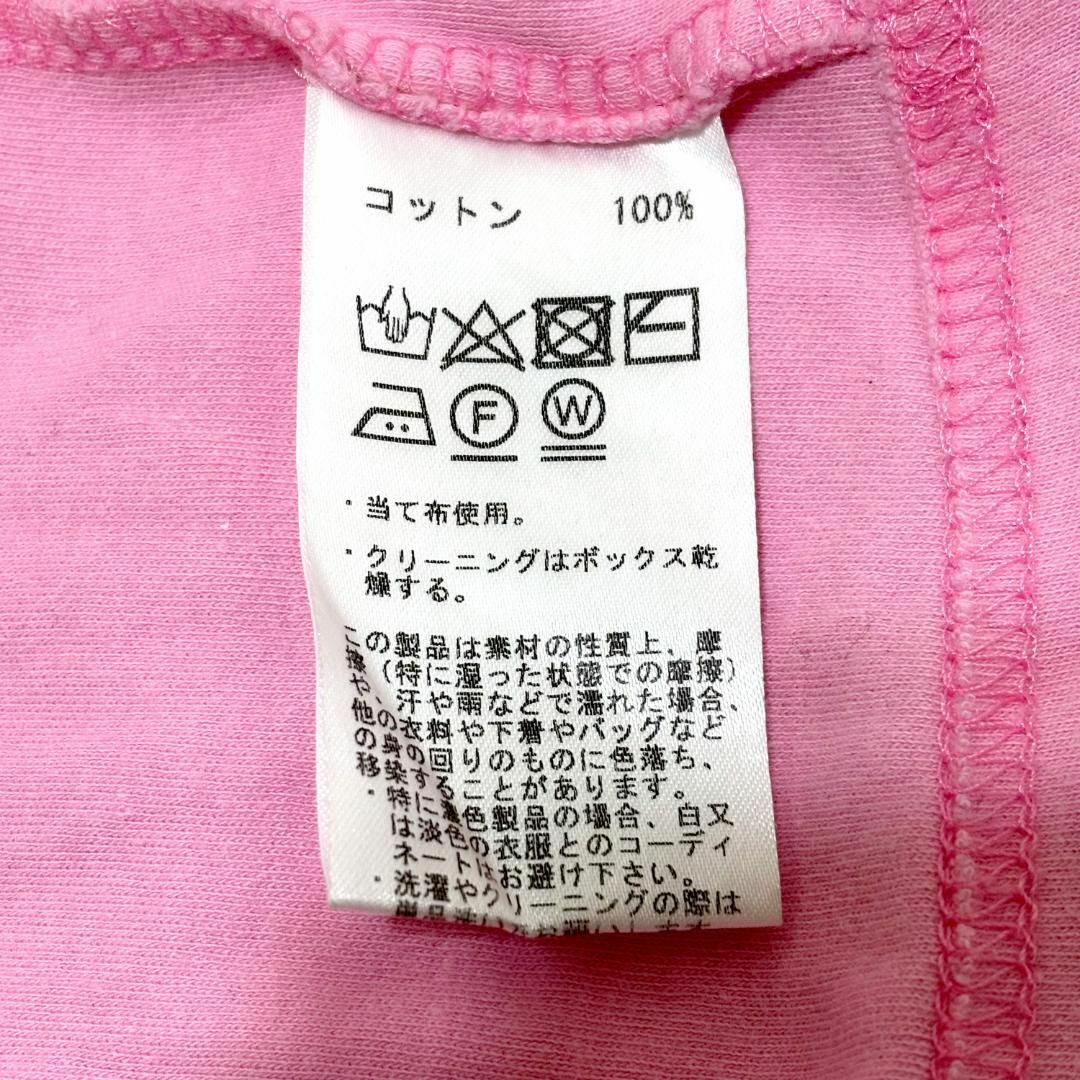 コットン 100%
F W
・当て布使用。
・クリーニングはボックス乾
燥する。
この製品は素材の性質上、摩
擦（特に湿った状態での摩擦）
や、汗や雨などで濡れた場合、
他の衣料や下着やバッグなど
の身の回りのものに色落ち、
移染することがあります。
・特に濃色製品の場合、白又
は淡色の衣服とのコーディ
ネートはお避け下さい。
・洗濯やクリーニングの際は